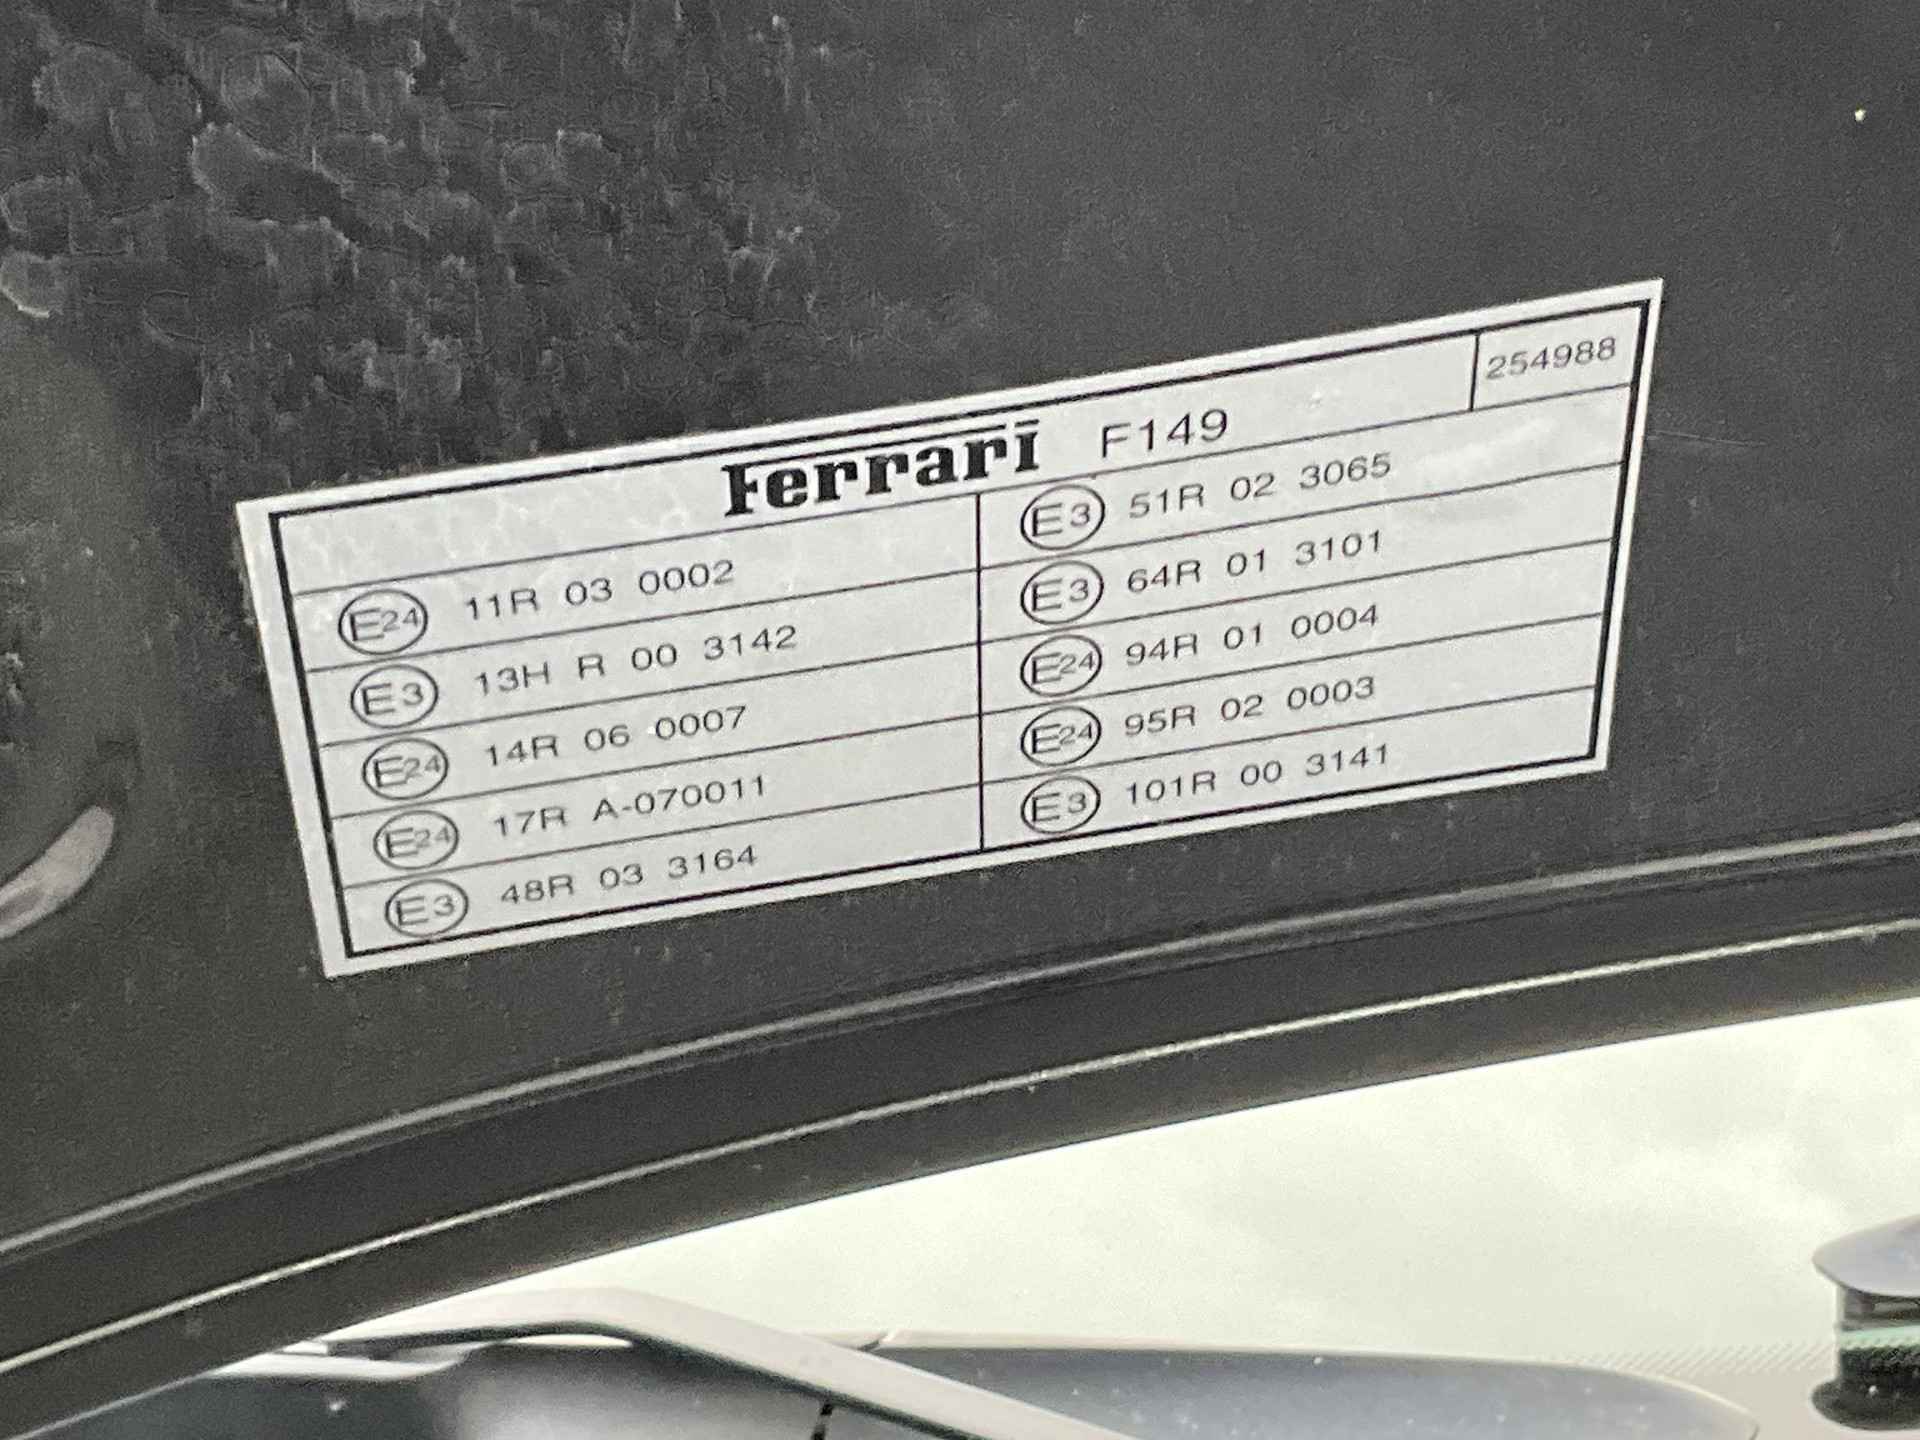 Ferrari F149 254988
E24 11R 03 0002
E3 13H R 00 3142
E24 14R 06 0007
E24 17R A-070011
E3 48R 03 3164
E3 51R 02 3065
E3 64R 01 3101
E24 94R 01 0004
E24 95R 02 0003
E3 101R 00 3141